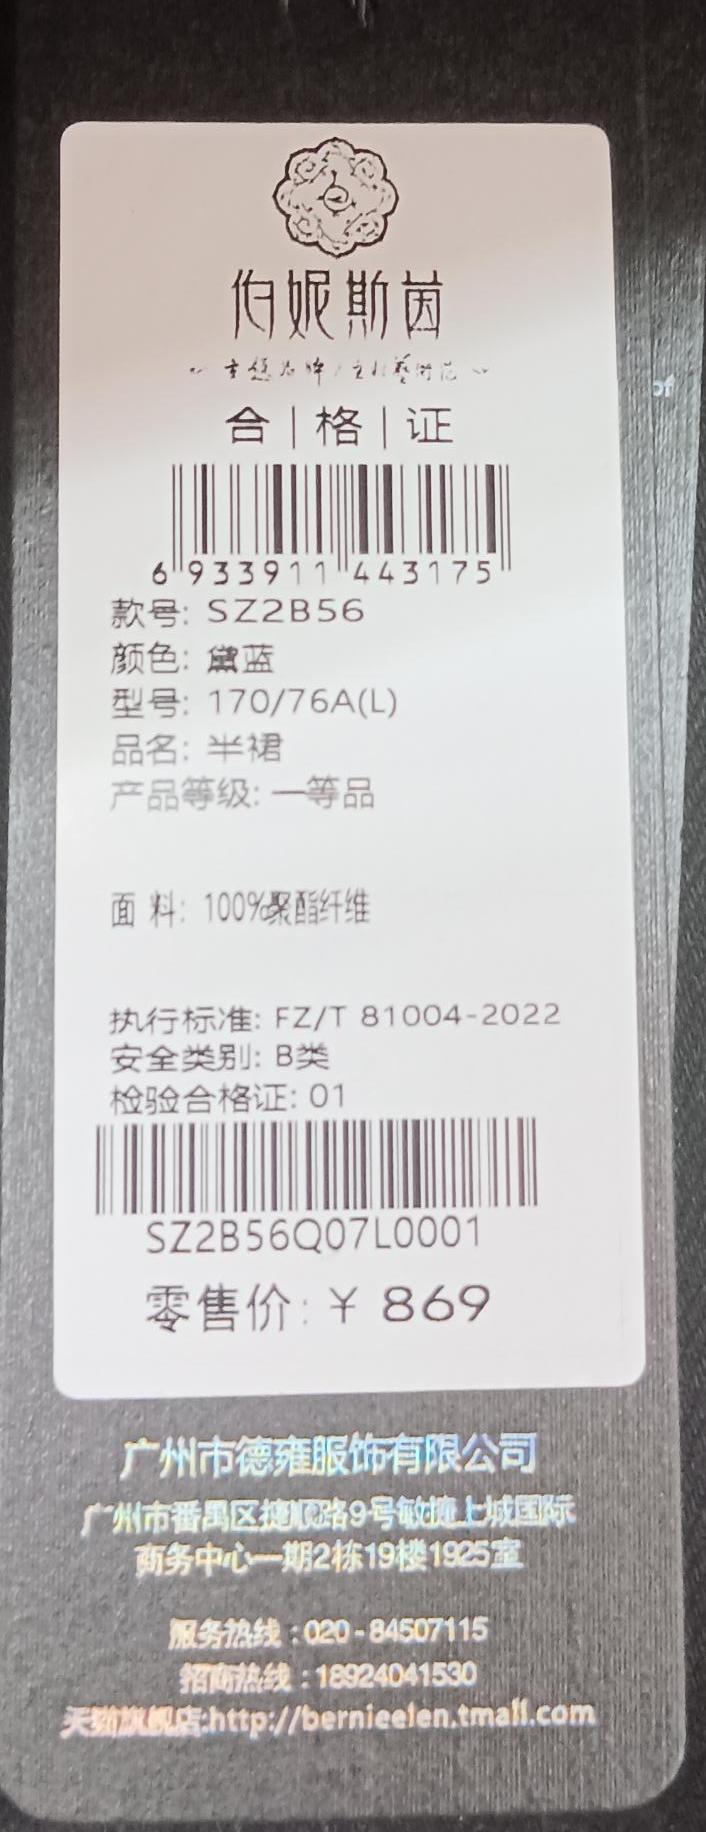 伯妮斯茵
合|格|证
6 933911 443175
款号: SZ2B56
颜色: 黛蓝
型号: 170/76A(L)
品名: 半裙
产品等级: 一等品
面 料: 100%聚酯纤维
执行标准: FZ/T 81004-2022
安全类别: B类
检验合格证: 01
SZ2B56Q07L0001
零售价: ¥ 869
广州市德雍服饰有限公司
广州市番禺区捷顺路9号敏捷上城国际
商务中心一期2栋19楼1925室
服务热线:020-84507115
招商热线:18924041530
天猫旗舰店:http://bernieelen.tmall.com
of